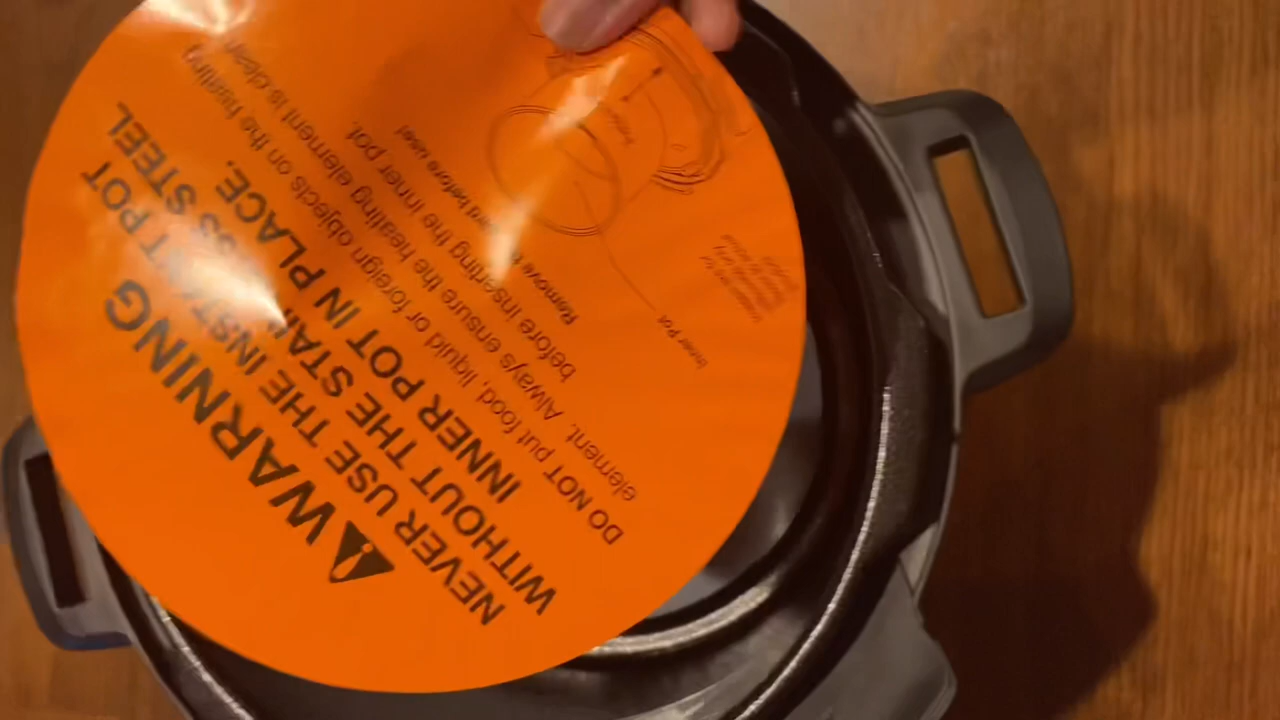 WARNING
NEVER USE THE INSTANT POT
WITHOUT THE STAINLESS STEEL
INNER POT IN PLACE.
DO NOT put food, liquid or foreign objects on the heating
element. Always ensure the heating element is clean
before inserting the inner pot.
Remove before use!
Inner Pot